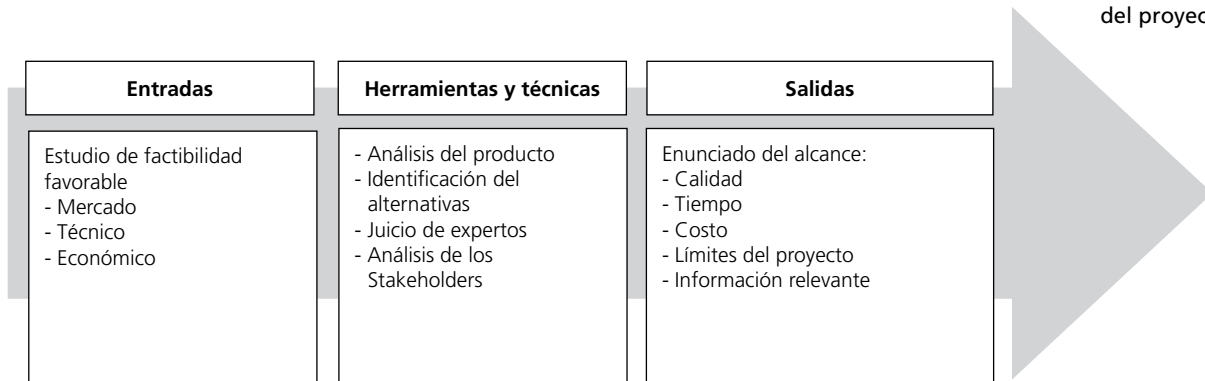 del proyec
Entradas
Estudio de factibilidad
favorable
- Mercado
- Técnico
- Económico
Herramientas y técnicas
- Análisis del producto
- Identificación del
alternativas
- Juicio de expertos
- Análisis de los
Stakeholders
Salidas
Enunciado del alcance:
- Calidad
- Tiempo
- Costo
- Límites del proyecto
- Información relevante